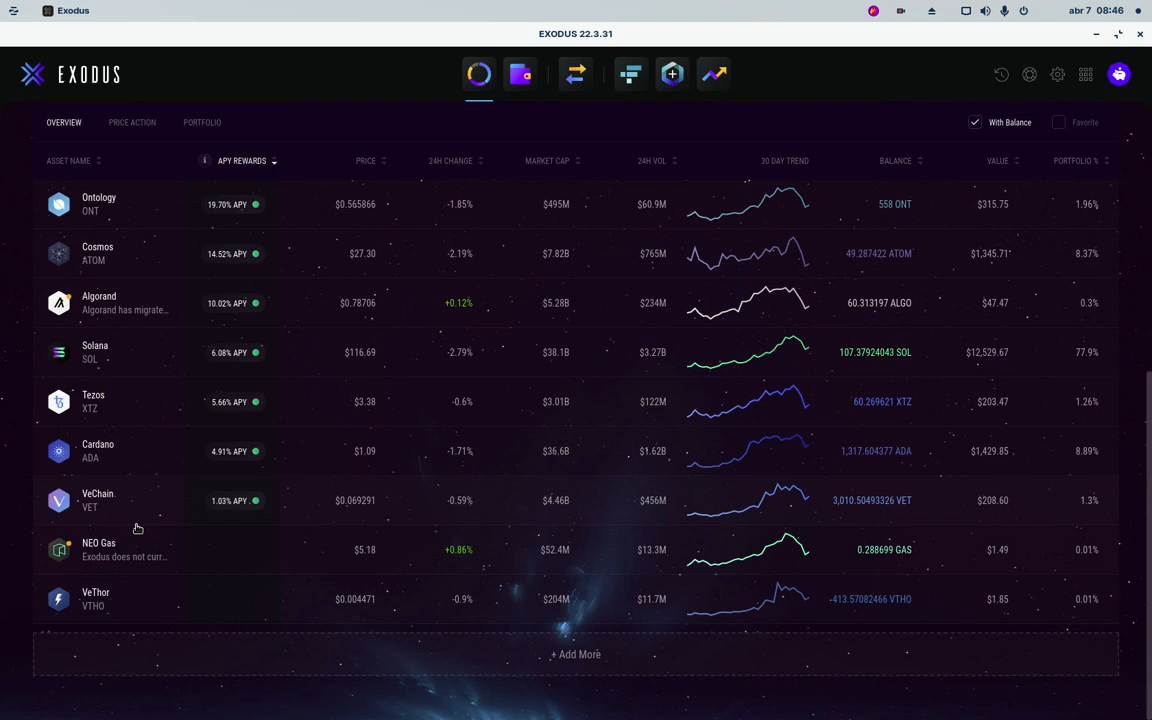 Exodus
abr 7 08:46
EXODUS 22.3.31
EXODUS
OVERVIEW PRICE ACTION PORTFOLIO With Balance Favorite
ASSET NAME APY REWARDS PRICE 24H CHANGE MARKET CAP 24H VOL 30 DAY TREND BALANCE VALUE PORTFOLIO %
Ontology
ONT
19.70% APY $0.565866 -1.85% $495M $60.9M 558 ONT $315.75 1.96%
Cosmos
ATOM
14.52% APY $27.30 -2.19% $7.82B $765M 49.287422 ATOM $1,345.71 8.37%
Algorand
Algorand has migrate...
10.02% APY $0.78706 +0.12% $5.28B $234M 60.313197 ALGO $47.47 0.3%
Solana
SOL
6.08% APY $116.69 -2.79% $38.1B $3.27B 107.37924043 SOL $12,529.67 77.9%
Tezos
XTZ
5.66% APY $3.38 -0.6% $3.01B $122M 60.269621 XTZ $203.47 1.26%
Cardano
ADA
4.91% APY $1.09 -1.71% $36.6B $1.62B 1,317.604377 ADA $1,429.85 8.89%
VeChain
VET
1.03% APY $0.069291 -0.59% $4.46B $456M 3,010.50493326 VET $208.60 1.3%
NEO Gas
Exodus does not curr...
$5.18 +0.86% $52.4M $13.3M 0.288699 GAS $1.49 0.01%
VeThor
VTHO
$0.004471 -0.9% $204M $11.7M 413.57082466 VTHO $1.85 0.01%
+ Add More